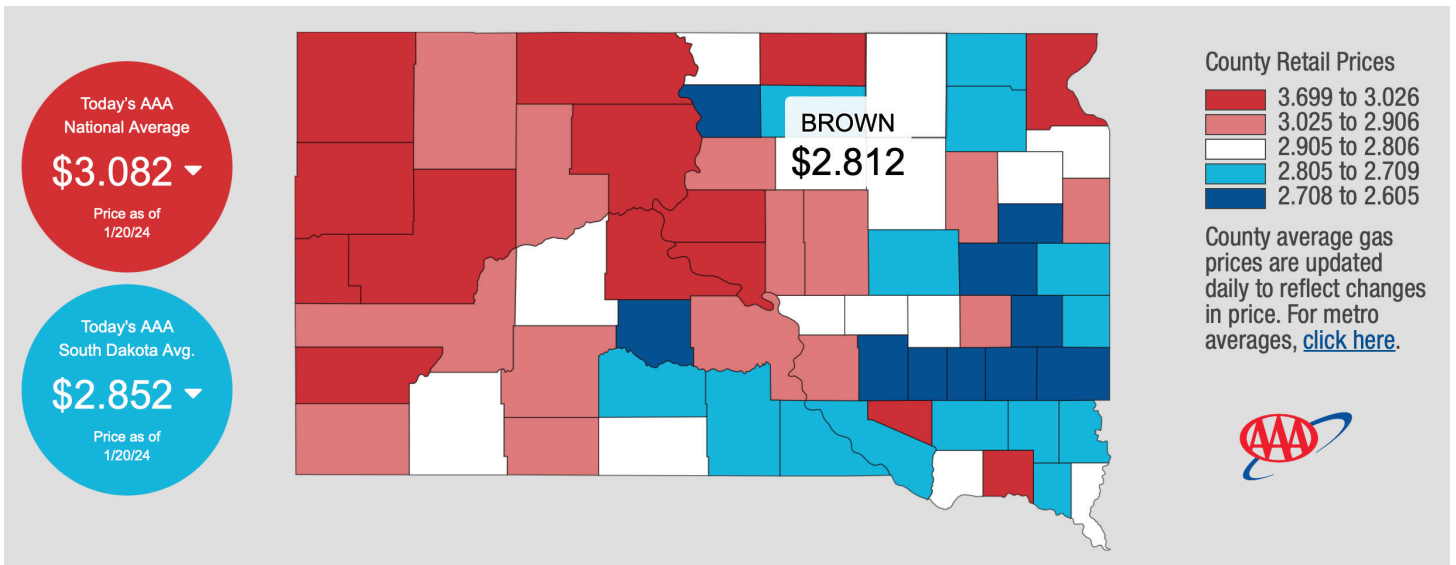 Today's AAA
National Average
$3.082
Price as of
1/20/24
Today's AAA
South Dakota Avg.
$2.852
Price as of
1/20/24
BROWN
$2.812
County Retail Prices
3.699 to 3.026
3.025 to 2.906
2.905 to 2.806
2.805 to 2.709
2.708 to 2.605
County average gas
prices are updated
daily to reflect changes
in price. For metro
averages, click here.
AAA